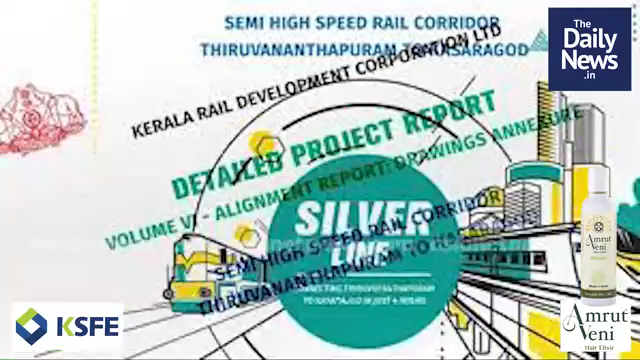 SEMI HIGH SPEED RAIL CORRIDOR
THIRUVANANTHAPURAM TO KASARAGOD
The
Daily
News
.in
KERALA RAIL DEVELOPMENT CORPORATION LTD
DETAILED PROJECT REPORT
VOLUME VI - ALIGNMENT REPORT: DRAWINGS ANNEXURE
SILVER
LINE
SEMI HIGH SPEED RAIL CORRIDOR
THIRUVANANTHAPURAM TO KASARAGOD
KSFE
Amrut
Veni
Amrut
Veni
Hair Elixir